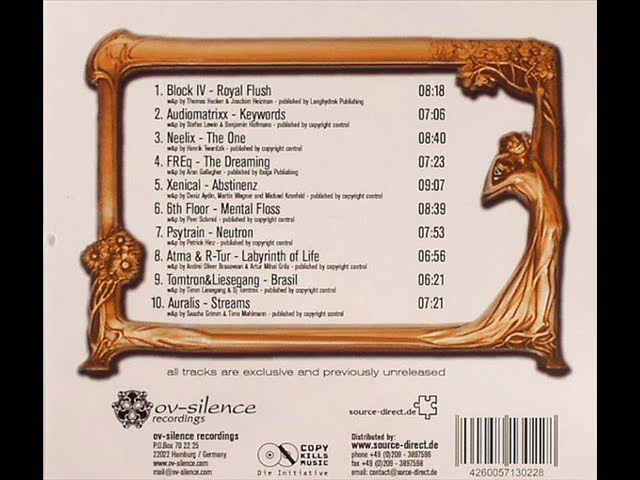 1. Block IV - Royal Flush 08:18
w&p by Thomas Hecker & Joachim Heizman - published by Langhydrok Publishing
2. Audiomatrixx - Keywords 07:06
w&p by Stefan Lewin & Benjamin Hoffmann - published by copyright control
3. Neelix - The One 08:40
w&p by Henrik Twardzik - published by copyright control
4. FREq - The Dreaming 07:23
w&p by Aran Gallagher - published by Iboga Publishing
5. Xenical - Abstinenz 09:07
w&p by Deniz Aydin, Martin Wagner and Michael Kronfeld - published by copyright control
6. 6th Floor - Mental Floss 08:39
w&p by Peer Schmid - published by copyright control
7. Psytrain - Neutron 07:53
w&p by Patrick Hinz - published by copyright control
8. Atma & R-Tur - Labyrinth of Life 06:56
w&p by Andrei Oliver Brasovean & Artur Mihai Grilo - published by copyright control
9. Tomtron&Liesegang - Brasil 06:21
w&p by Timm Liesegang & Dj Tomtron - published by copyright control
10. Auralis - Streams 07:21
w&p by Sascha Grimm & Timo Mahlmann - published by copyright control
all tracks are exclusive and previously unreleased
ov-silence
recordings
ov-silence recordings
P.O.Box 70 22 25
22022 Hamburg / Germany
www.ov-silence.com
mail@ov-silence.com
COPY
KILLS
MUSIC
Die Initiative
source-direct.de
Distributed by:
www.source-direct.de
phone +49 (0)209 - 3897596
fax +49 (0)209 - 3897598
email: contact@source-direct.de
4260057130228